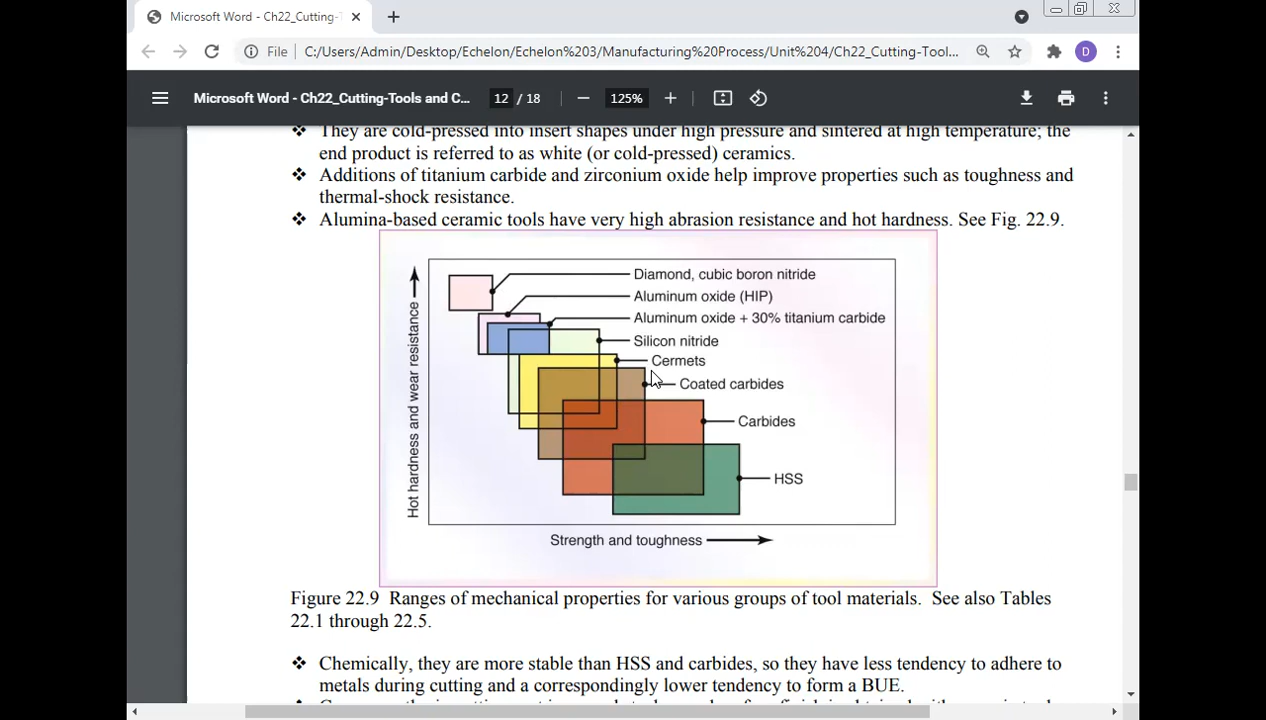 Microsoft Word - Ch22_Cutting-T
File
C:/Users/Admin/Desktop/Echelon/Echelon%203/Manufacturing%20Process/Unit%204/Ch22_Cutting-Tool...
D
Microsoft Word - Ch22_Cutting-Tools and C...
12 / 18
125%
They are cold-pressed into insert shapes under high pressure and sintered at high temperature; the
end product is referred to as white (or cold-pressed) ceramics.
Additions of titanium carbide and zirconium oxide help improve properties such as toughness and
thermal-shock resistance.
Alumina-based ceramic tools have very high abrasion resistance and hot hardness. See Fig. 22.9.
Hot hardness and wear resistance
Diamond, cubic boron nitride
Aluminum oxide (HIP)
Aluminum oxide + 30% titanium carbide
Silicon nitride
Cermets
Coated carbides
Carbides
HSS
Strength and toughness
Figure 22.9 Ranges of mechanical properties for various groups of tool materials. See also Tables
22.1 through 22.5.
Chemically, they are more stable than HSS and carbides, so they have less tendency to adhere to
metals during cutting and a correspondingly lower tendency to form a BUE.